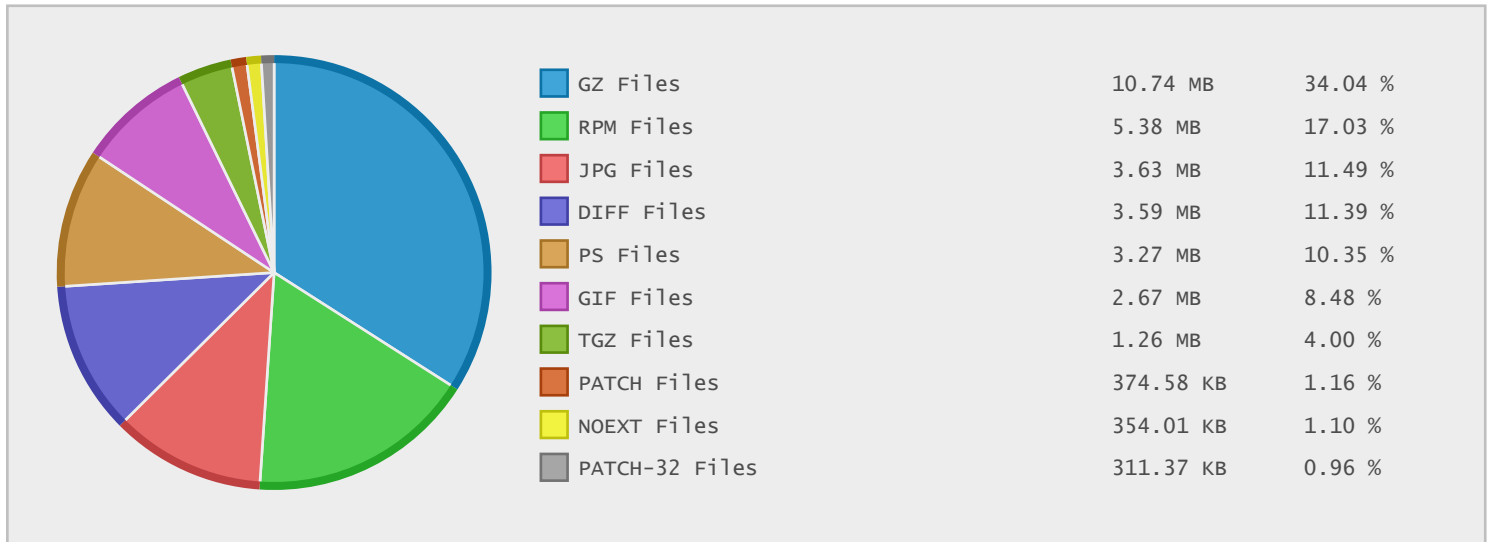 GZ Files 10.74 MB 34.04 %
RPM Files 5.38 MB 17.03 %
JPG Files 3.63 MB 11.49 %
DIFF Files 3.59 MB 11.39 %
PS Files 3.27 MB 10.35 %
GIF Files 2.67 MB 8.48 %
TGZ Files 1.26 MB 4.00 %
PATCH Files 374.58 KB 1.16 %
NOEXT Files 354.01 KB 1.10 %
PATCH-32 Files 311.37 KB 0.96 %